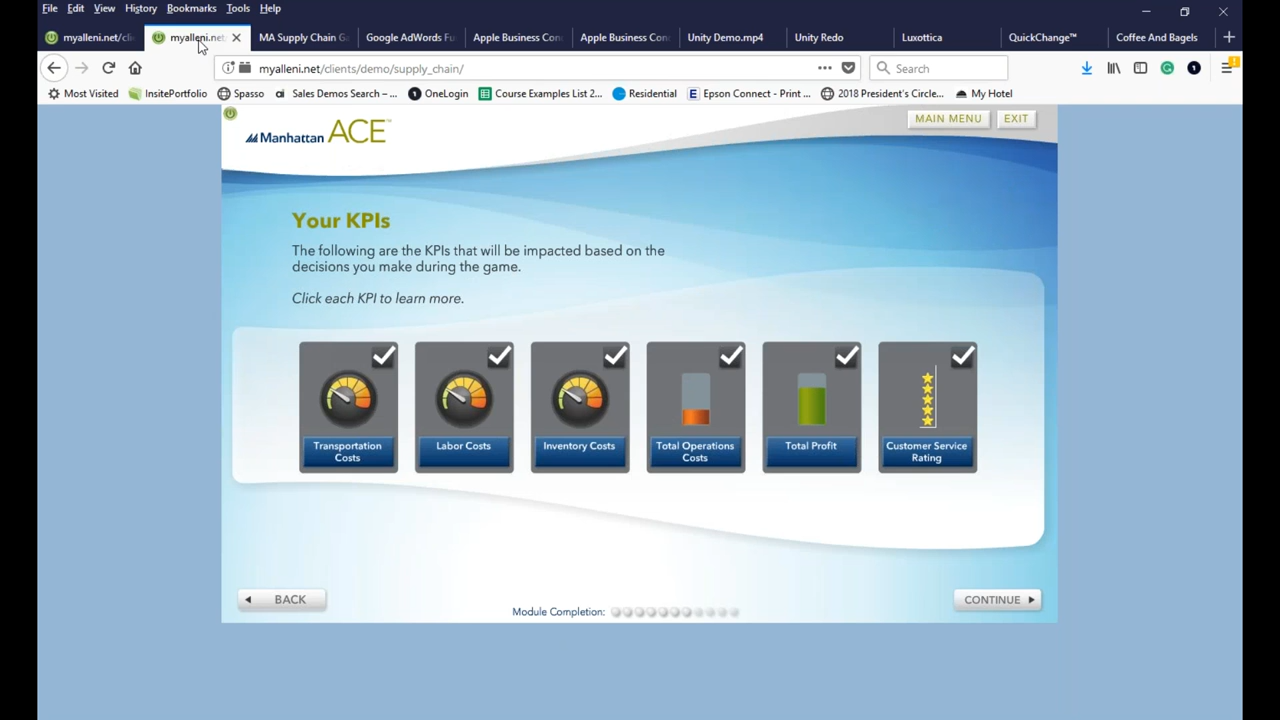 File Edit View History Bookmarks Tools Help
myalleni.net/cli
myalleni.net
MA Supply Chain G
Google AdWords Fu
Apple Business Con
Apple Business Con
Unity Demo.mp4
Unity Redo
Luxottica
QuickChange™
Coffee And Bagels
myalleni.net/clients/demo/supply_chain/
Search
Most Visited
InsitePortfolio
Spasso
Sales Demos Search – ...
OneLogin
Course Examples List 2...
Residential
Epson Connect - Print ...
2018 President's Circle...
My Hotel
Manhattan ACE™
MAIN MENU
EXIT
Your KPIs
The following are the KPIs that will be impacted based on the
decisions you make during the game.
Click each KPI to learn more.
Transportation
Costs
Labor Costs
Inventory Costs
Total Operations
Costs
Total Profit
Customer Service
Rating
BACK
Module Completion:
CONTINUE